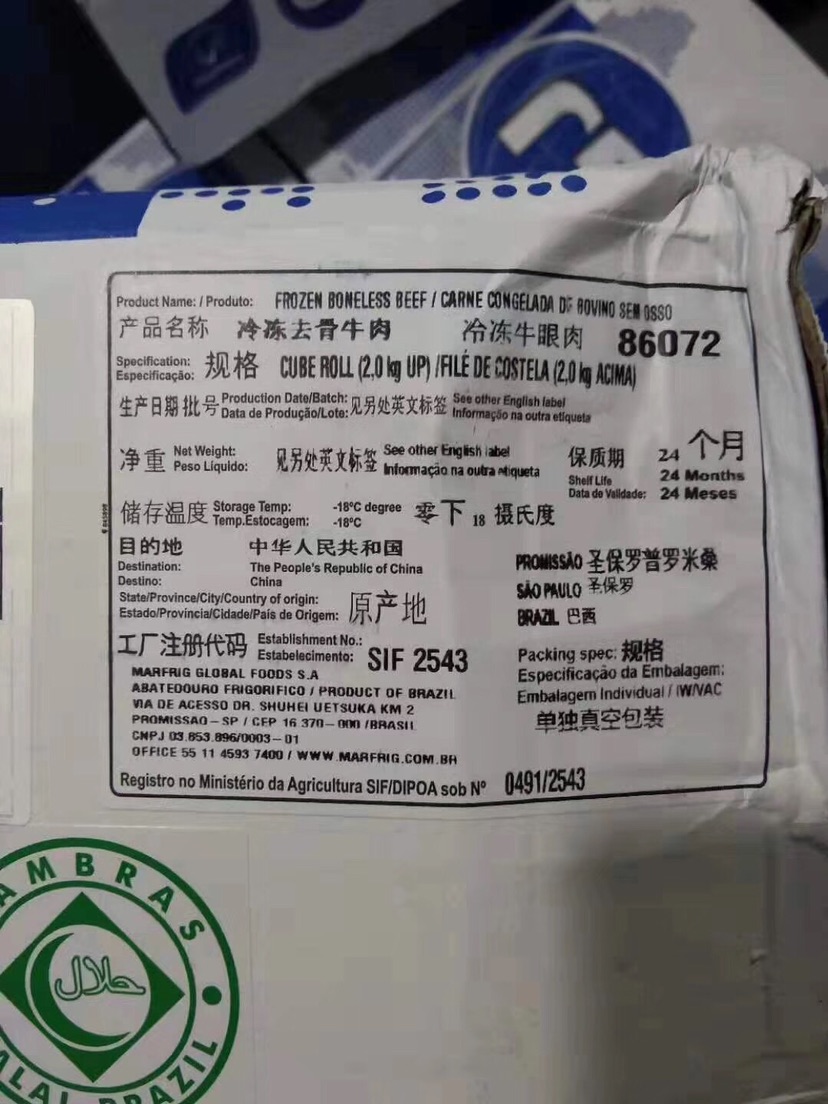 Product Name: / Produto: FROZEN BONELESS BEEF / CARNE CONGELADA DE BOVINO SEM OSSO
产品名称 冷冻去骨牛肉 冷冻牛眼肉 86072
Specification: 规格 CUBE ROLL (2,0 kg UP) /FILÉ DE COSTELA (2,0 kg ACIMA)
Especificação:
生产日期 批号 Production Date/Batch: 见另处英文标签 See other English label
Data de Produção/Lote: Informação na outra etiqueta
净重 Net Weight: 见另处英文标签 See other English label
Peso Líquido: Informação na outra etiqueta
保质期 24 个月
Shelf Life 24 Months
Data de Validade: 24 Meses
储存温度 Storage Temp: -18ºC degree 零下 18 摄氏度
Temp.Estocagem: -18ºC
目的地 中华人民共和国
Destination: The People's Republic of China
Destino: China
State/Province/City/Country of origin: 原产地
Estado/Provincia/Cidade/País de Origem:
PROMISSÃO 圣保罗普罗米桑
SÃO PAULO 圣保罗
BRAZIL 巴西
工厂注册代码 Establishment No.: SIF 2543
Estabelecimento:
MARFRIG GLOBAL FOODS S.A
ABATEDOURO FRIGORIFICO / PRODUCT OF BRAZIL
VIA DE ACESSO DR. SHUHEI UETSUKA KM 2
PROMISSAO - SP / CEP 16 370-000 /BRASIL
CNPJ 03.853.896/0003-01
OFFICE 55 11 4593 7400 / WWW.MARFRIG.COM.BR
Packing spec: 规格
Especificação da Embalagem:
Embalagem Individual / IW/VAC
单独真空包装
Registro no Ministério da Agricultura SIF/DIPOA sob Nº 0491/2543
AMBRAS
حلال
LAL BRAZIL